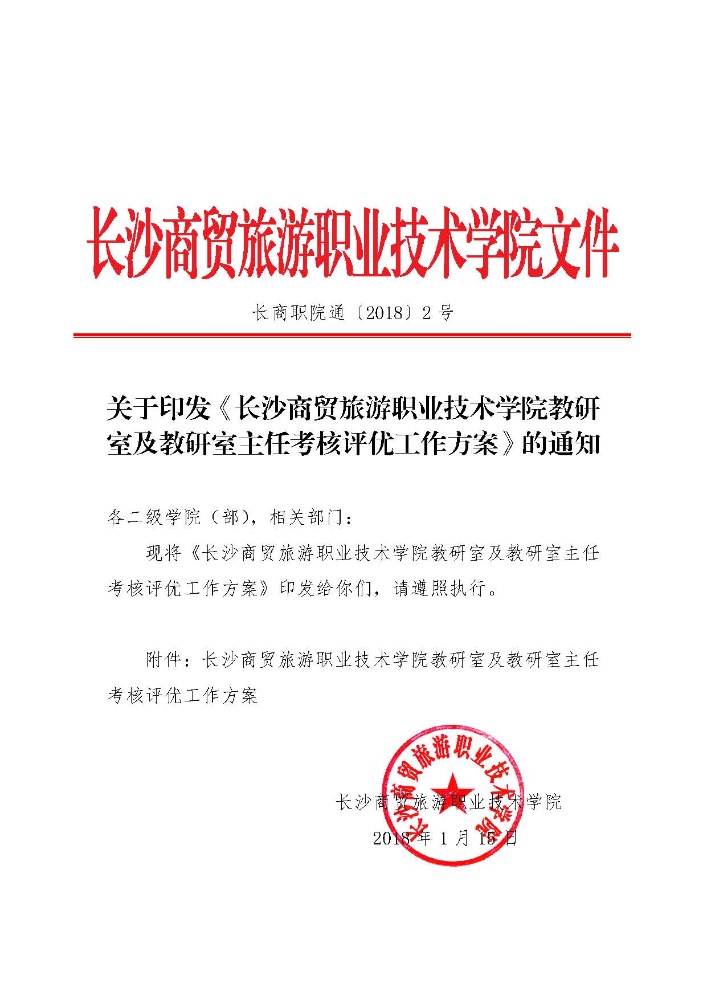 长沙商贸旅游职业技术学院文件
长商职院通〔2018〕2 号
关于印发《长沙商贸旅游职业技术学院教研
室及教研室主任考核评优工作方案》的通知
各二级学院（部），相关部门：
现将《长沙商贸旅游职业技术学院教研室及教研室主任
考核评优工作方案》印发给你们，请遵照执行。
附件：长沙商贸旅游职业技术学院教研室及教研室主任
考核评优工作方案
长沙商贸旅游职业技术学院
长沙商贸旅游职业技术学院
2018 年 1 月 15 日